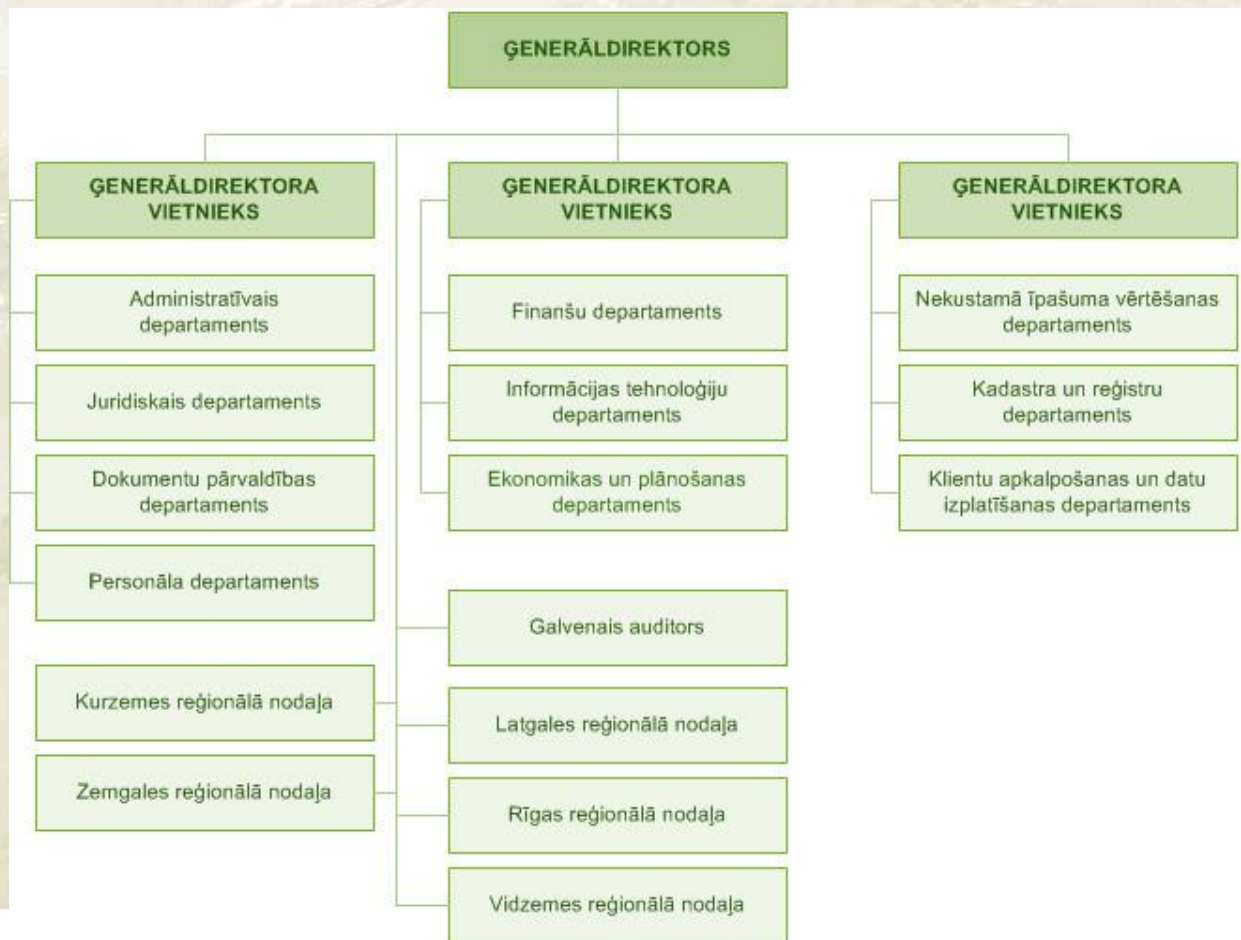 ĢENERĀLDIREKTORS
ĢENERĀLDIREKTORA
VIETNIEKS
Administratīvais
departaments
Juridiskais departaments
Dokumentu pārvaldības
departaments
Personāla departaments
Kurzemes reģionālā nodaļa
Zemgales reģionālā nodaļa
ĢENERĀLDIREKTORA
VIETNIEKS
Finanšu departaments
Informācijas tehnoloģiju
departaments
Ekonomikas un plānošanas
departaments
Galvenais auditors
Latgales reģionālā nodaļa
Rīgas reģionālā nodaļa
Vidzemes reģionālā nodaļa
ĢENERĀLDIREKTORA
VIETNIEKS
Nekustamā īpašuma vērtēšanas
departaments
Kadastra un reģistru
departaments
Klientu apkalpošanas un datu
izplatīšanas departaments